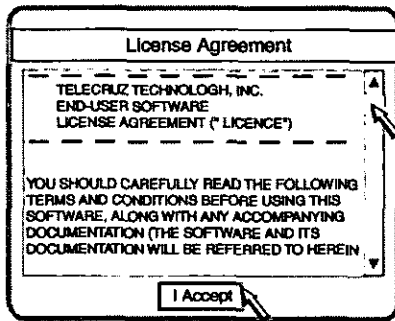 License Agreement
TELECRUZ TECHNOLOGH, INC.
END-USER SOFTWARE
LICENSE AGREEMENT (" LICENCE")
YOU SHOULD CAREFULLY READ THE FOLLOWING
TERMS AND CONDITIONS BEFORE USING THIS
SOFTWARE, ALONG WITH ANY ACCOMPANYING
DOCUMENTATION (THE SOFTWARE AND ITS
DOCUMENTATION WILL BE REFERRED TO HEREIN
I Accept